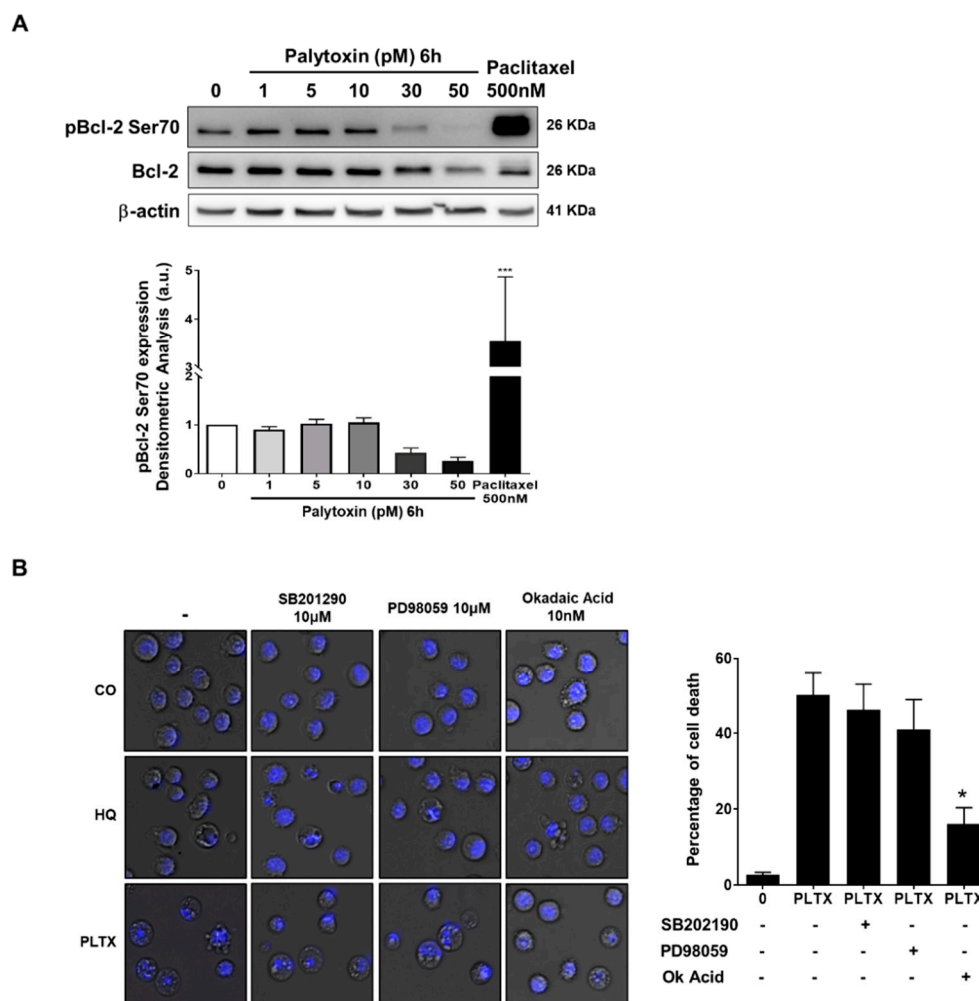 A
Palytoxin (pM) 6h
Paclitaxel
0 1 5 10 30 50 500nM
pBcl-2 Ser70 26 KDa
Bcl-2 26 KDa
β-actin 41 KDa
pBcl-2 Ser70 expression
Densitometric Analysis (a.u.)
5
4
3
2
1
0
***
0 1 5 10 30 50 Paclitaxel
500nM
Palytoxin (pM) 6h
B
-
SB201290
10µM
PD98059 10µM
Okadaic Acid
10nM
CO
HQ
PLTX
Percentage of cell death
60
40
20
0
*
0 PLTX PLTX PLTX PLTX
SB202190 - - + - -
PD98059 - - - + -
Ok Acid - - - - +